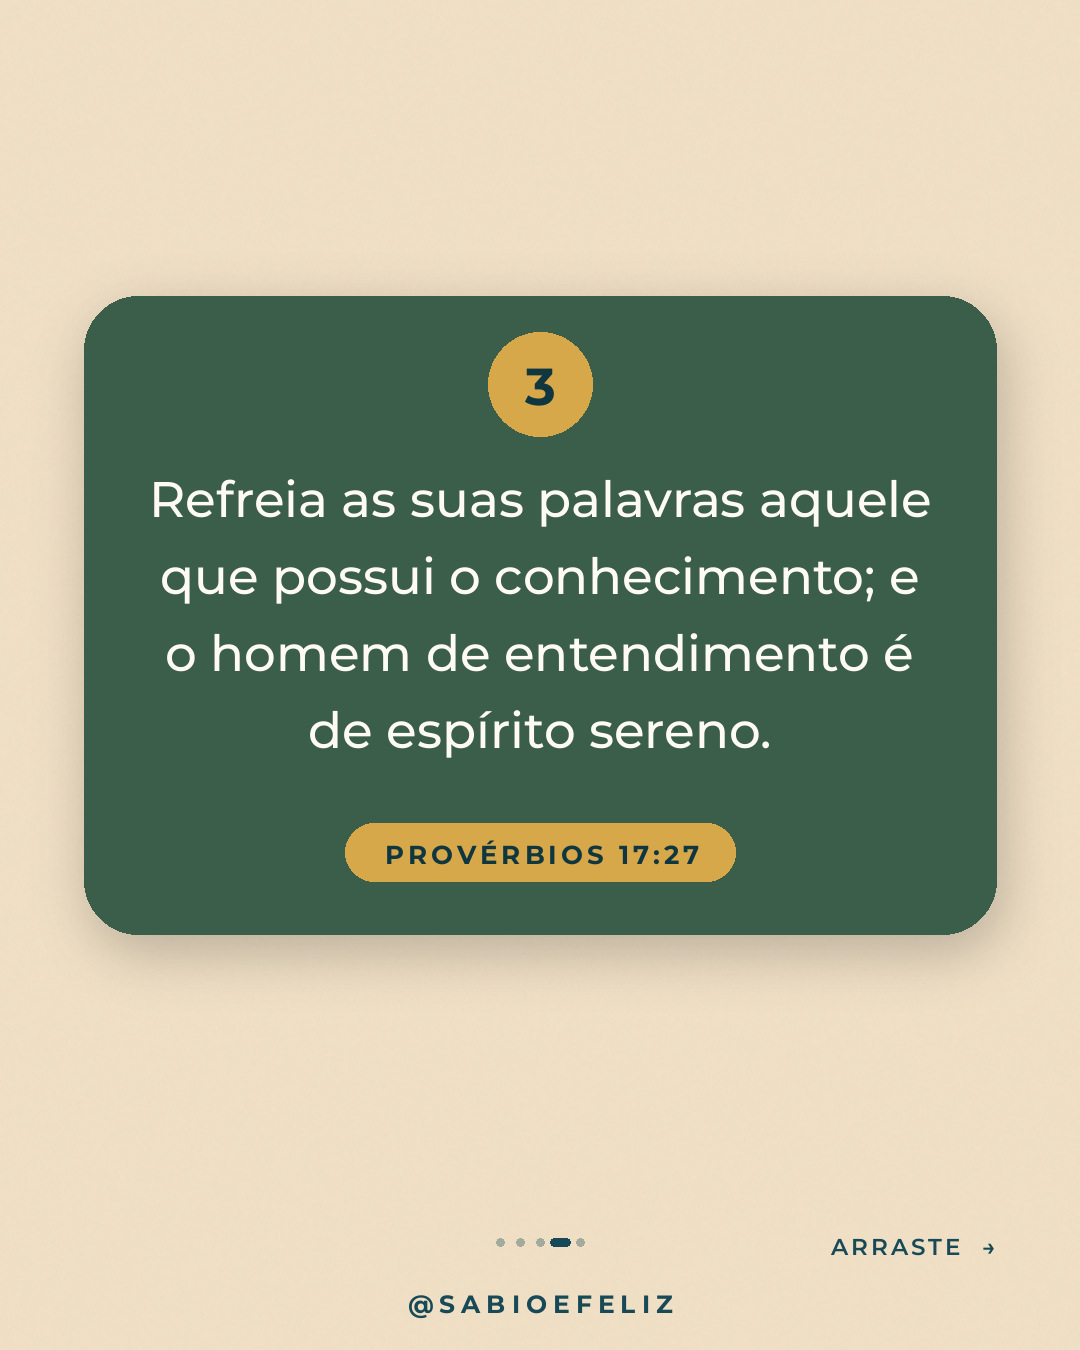 3
Refreia as suas palavras aquele
que possui o conhecimento; e
o homem de entendimento é
de espírito sereno.
PROVÉRBIOS 17:27
ARRASTE →
@SABIOEFELIZ